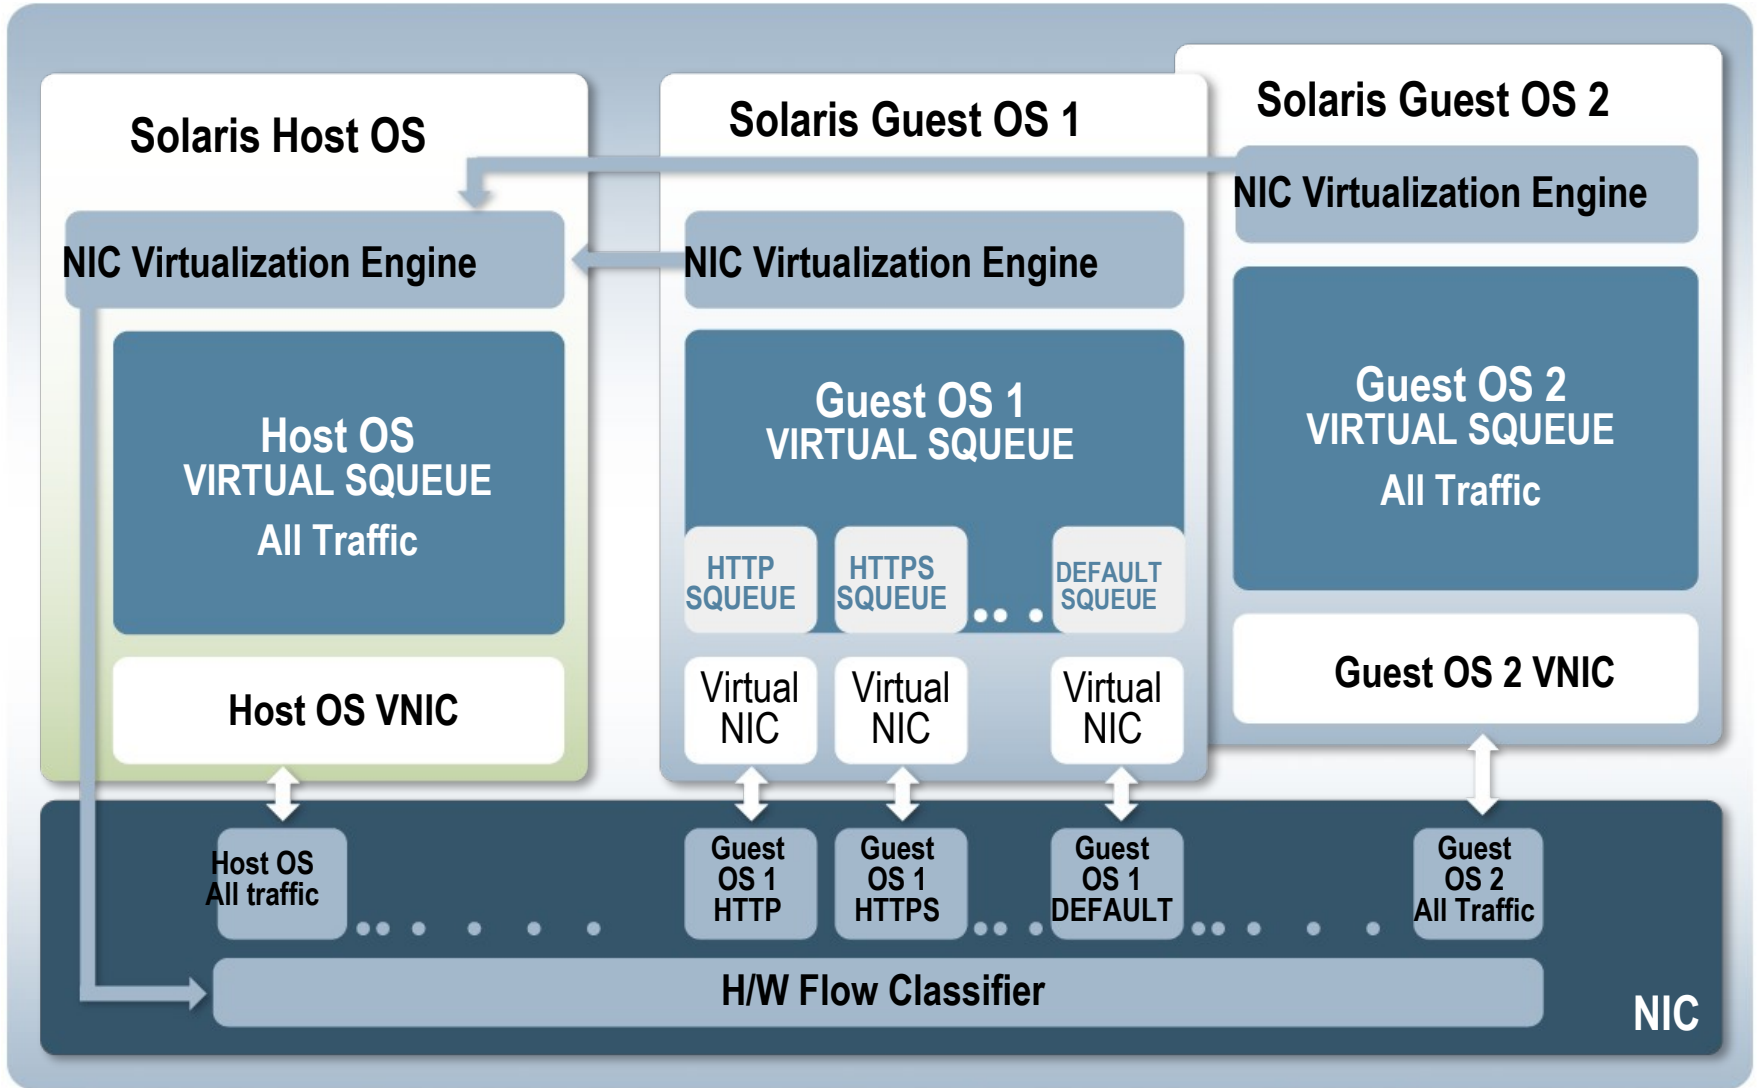 Solaris Host OS
NIC Virtualization Engine
Host OS
VIRTUAL SQUEUE
All Traffic
Host OS VNIC
Solaris Guest OS 1
NIC Virtualization Engine
Guest OS 1
VIRTUAL SQUEUE
HTTP
SQUEUE
HTTPS
SQUEUE
DEFAULT
SQUEUE
Virtual
NIC
Virtual
NIC
Virtual
NIC
Solaris Guest OS 2
NIC Virtualization Engine
Guest OS 2
VIRTUAL SQUEUE
All Traffic
Guest OS 2 VNIC
Host OS
All traffic
Guest
OS 1
HTTP
Guest
OS 1
HTTPS
Guest
OS 1
DEFAULT
Guest
OS 2
All Traffic
H/W Flow Classifier
NIC